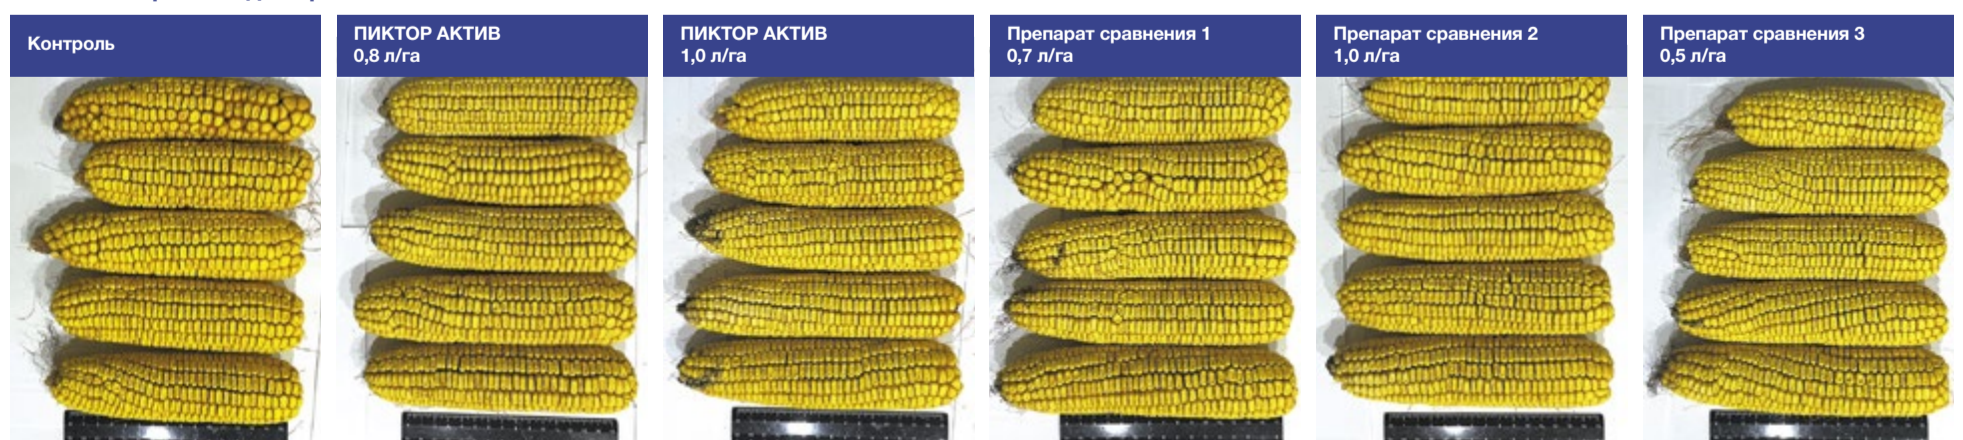 Контроль
ПИКТОР АКТИВ
0,8 л/га
ПИКТОР АКТИВ
1,0 л/га
Препарат сравнения 1
0,7 л/га
Препарат сравнения 2
1,0 л/га
Препарат сравнения 3
0,5 л/га